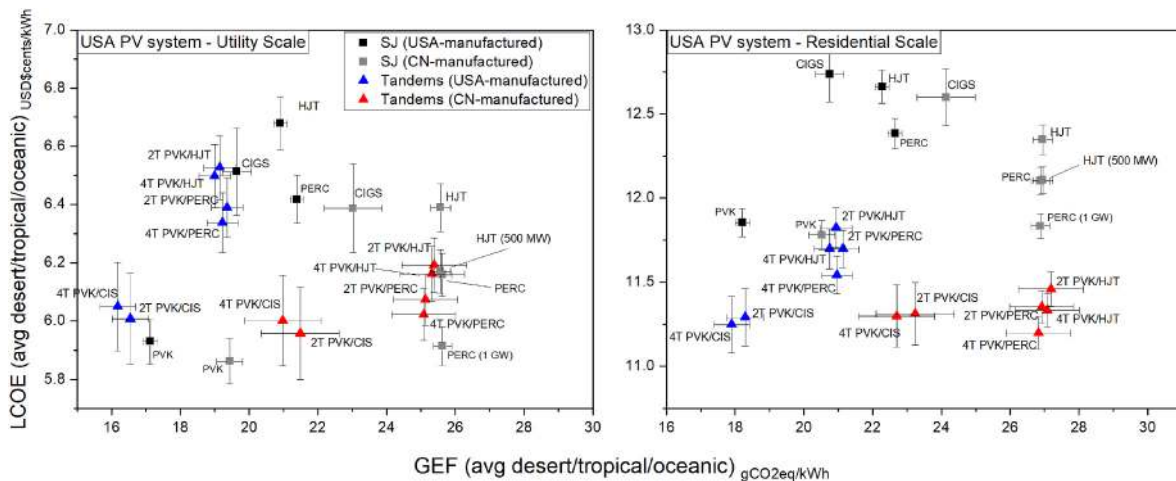 USA PV system - Utility Scale
SJ (USA-manufactured)
SJ (CN-manufactured)
Tandems (USA-manufactured)
Tandems (CN-manufactured)
7.0
6.8
6.6
6.4
6.2
6.0
5.8
LCOE (avg desert/tropical/oceanic) USD$cents/kWh
HJT
2T PVK/HJT
CIGS
4T PVK/HJT
2T PVK/PERC
PERC
CIGS
HJT
4T PVK/PERC
2T PVK/HJT
HJT (500 MW)
4T PVK/HJT
PERC
2T PVK/PERC
4T PVK/CIS
2T PVK/CIS
4T PVK/CIS
4T PVK/PERC
PVK
2T PVK/CIS
PERC (1 GW)
PVK
16 18 20 22 24 26 28 30
USA PV system - Residential Scale
13.0
12.5
12.0
11.5
11.0
CIGS
HJT
CIGS
PERC
HJT
HJT (500 MW)
PERC
PVK
PVK
2T PVK/HJT
PERC (1 GW)
2T PVK/PERC
4T PVK/HJT
4T PVK/PERC
2T PVK/HJT
2T PVK/CIS
2T PVK/CIS
2T PVK/PERC
4T PVK/CIS
4T PVK/CIS
4T PVK/HJT
4T PVK/PERC
16 18 20 22 24 26 28 30
GEF (avg desert/tropical/oceanic) gCO2eq/kWh